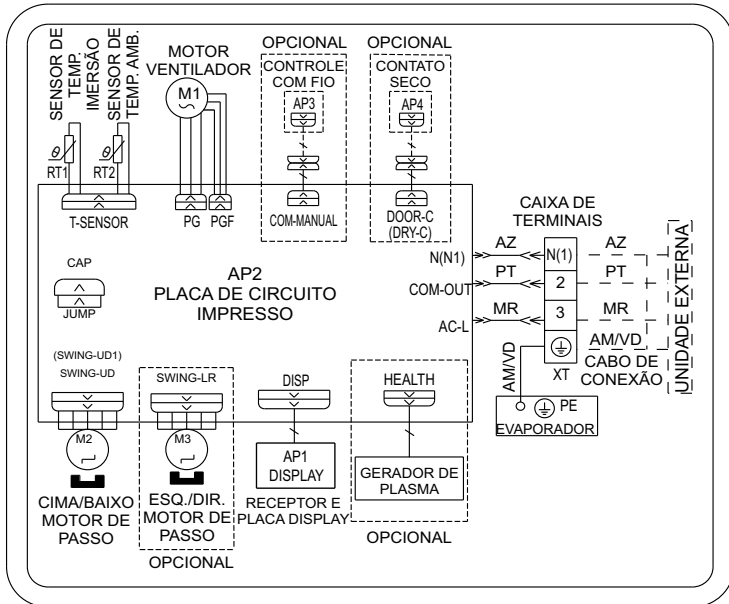 SENSOR DE
TEMP.
IMERSÃO
SENSOR DE
TEMP. AMB.
MOTOR
VENTILADOR
OPCIONAL
CONTROLE
COM FIO
OPCIONAL
CONTATO
SECO
M1
AP3
AP4
θ
RT1
θ
RT2
T-SENSOR
PG
PGF
COM-MANUAL
DOOR-C
(DRY-C)
CAIXA DE
TERMINAIS
N(N1)
AZ
N(1)
AZ
COM-OUT
PT
2
PT
AC-L
MR
3
MR
AM/VD
XT
CABO DE
CONEXÃO
UNIDADE EXTERNA
AM/VD
PE
EVAPORADOR
CAP
JUMP
AP2
PLACA DE CIRCUITO
IMPRESSO
(SWING-UD1)
SWING-UD
SWING-LR
DISP
HEALTH
M2
M3
AP1
DISPLAY
GERADOR DE
PLASMA
CIMA/BAIXO
MOTOR DE
PASSO
ESQ./DIR.
MOTOR DE
PASSO
RECEPTOR E
PLACA DISPLAY
OPCIONAL
OPCIONAL